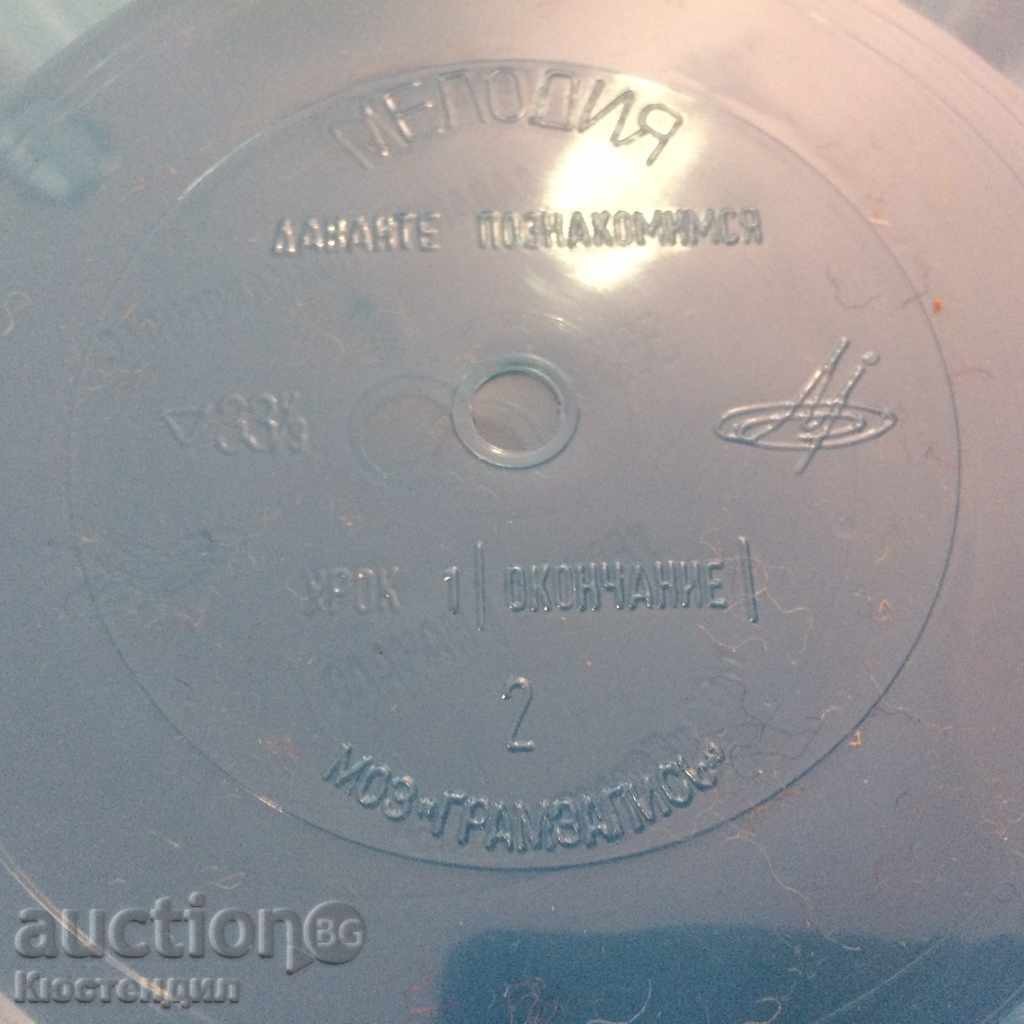 МЕЛОДИЯ
ДАВАЙТЕ ПОЗНАКОМИМСЯ
33⅓
УРОК 1 (ОКОНЧАНИЕ)
2
МОЗ «ГРАМЗАПИСЬ»
auction BG
Кюстендил